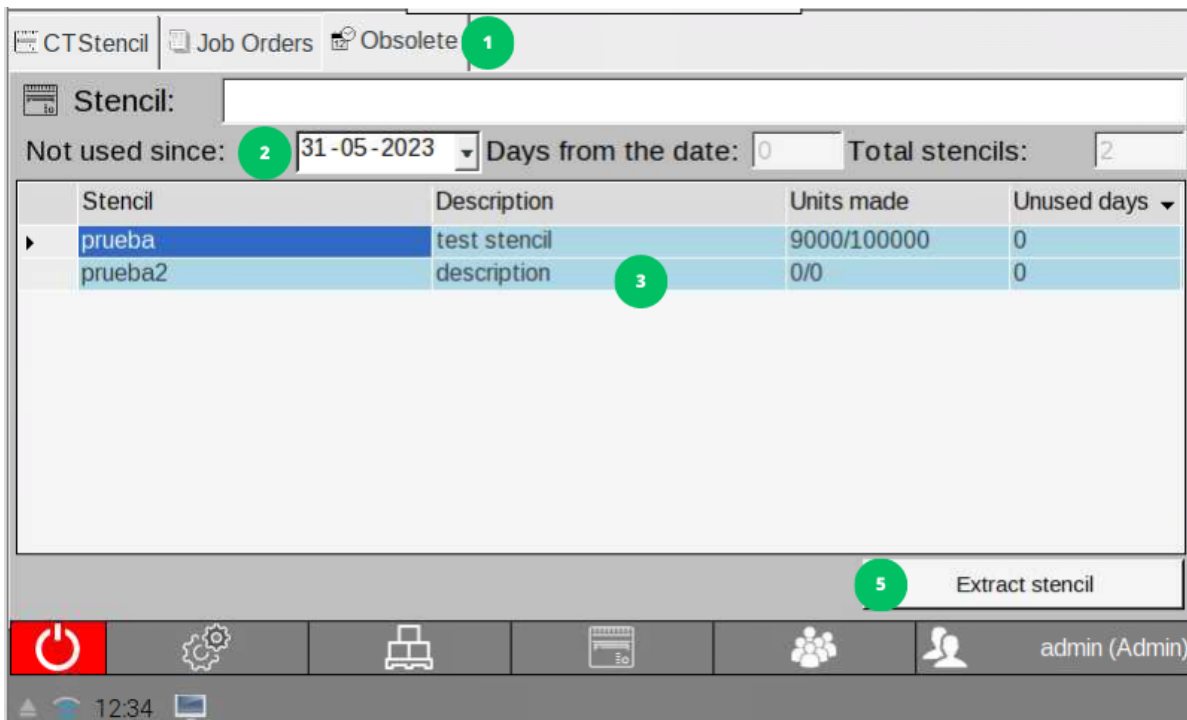 CTStencil Job Orders Obsolete 1
Stencil:
Not used since: 2 31-05-2023 Days from the date: 0 Total stencils: 2
Stencil Description Units made Unused days
prueba test stencil 9000/100000 0
prueba2 description 3 0/0 0
5 Extract stencil
admin (Admin)
12:34